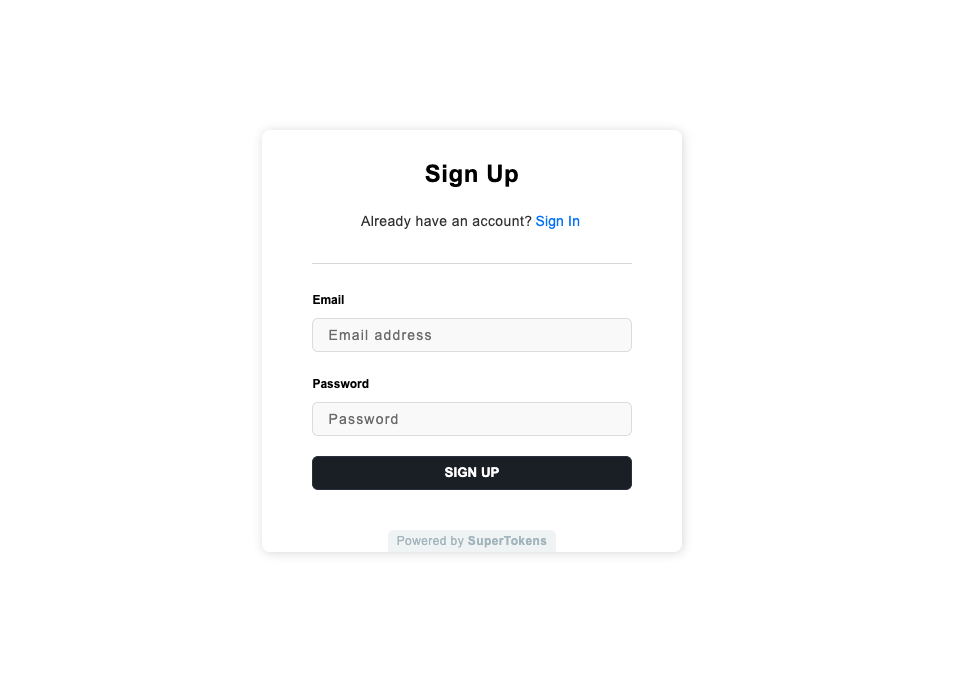 Sign Up
Already have an account? Sign In
Email
Email address
Password
Password
SIGN UP
Powered by SuperTokens